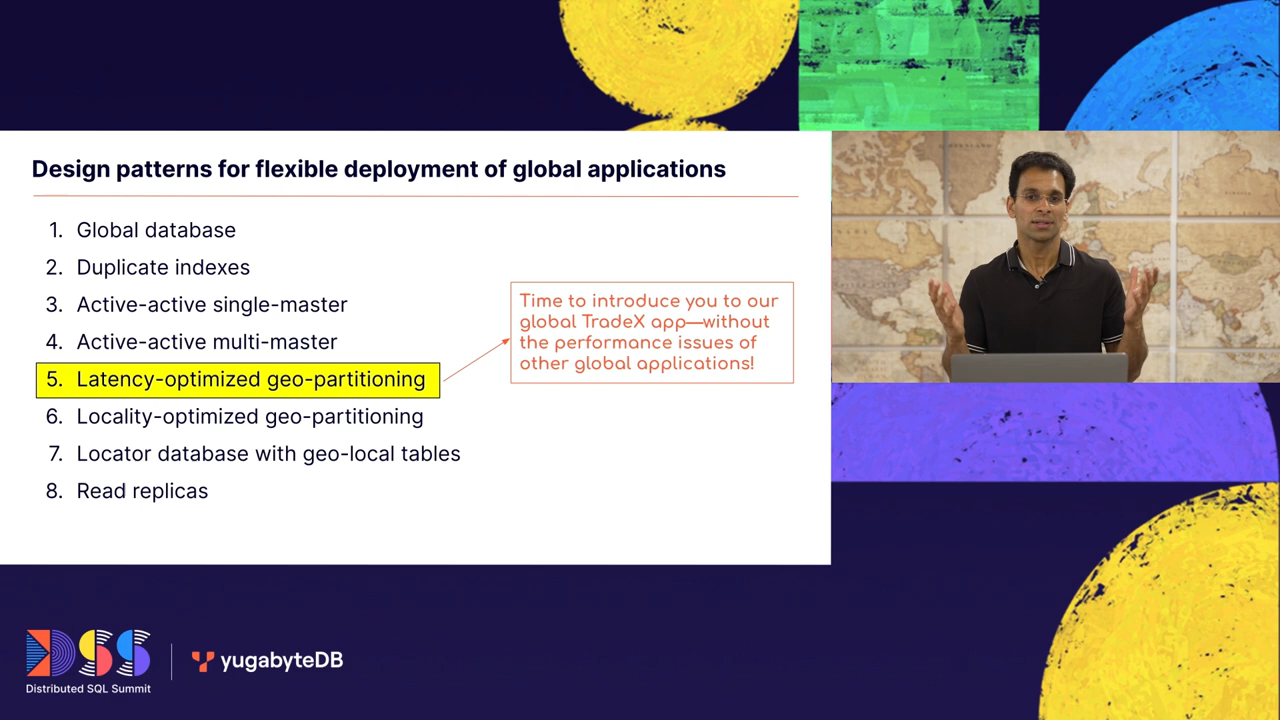 Design patterns for flexible deployment of global applications
1. Global database
2. Duplicate indexes
3. Active-active single-master
4. Active-active multi-master
5. Latency-optimized geo-partitioning
6. Locality-optimized geo-partitioning
7. Locator database with geo-local tables
8. Read replicas
Time to introduce you to our
global TradeX app—without
the performance issues of
other global applications!
DSS
Distributed SQL Summit
yugabyteDB